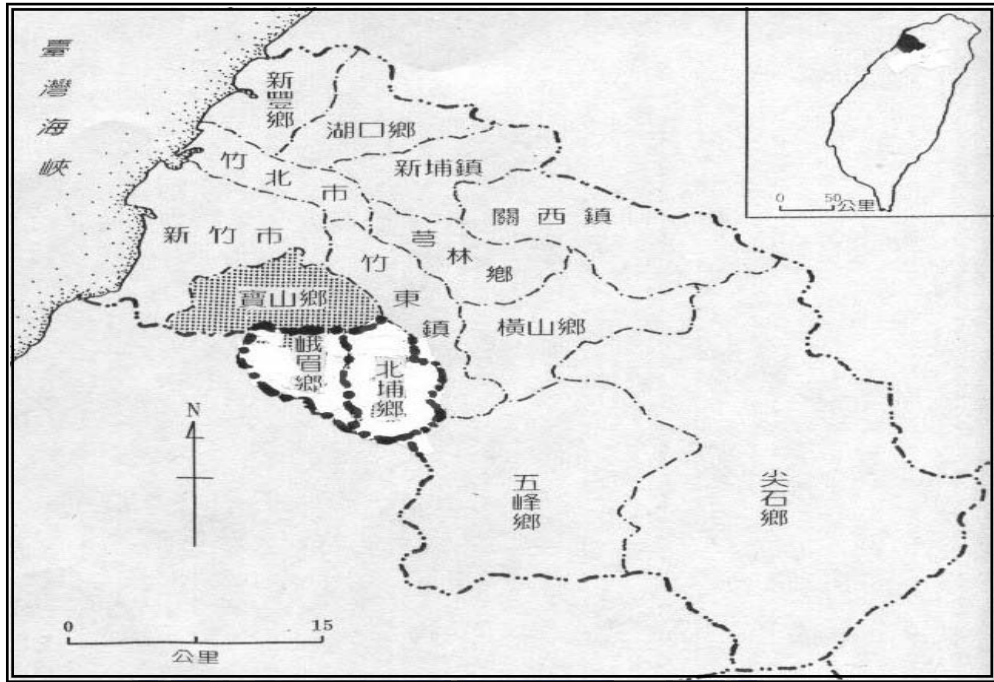 臺灣海峽
新豐鄉
湖口鄉
竹北市
新埔鎮
關西鎮
新竹市
芎林鄉
竹東鎮
寶山鄉
橫山鄉
峨眉鄉
北埔鄉
五峰鄉
尖石鄉
N
0 15
公里
0 50公里